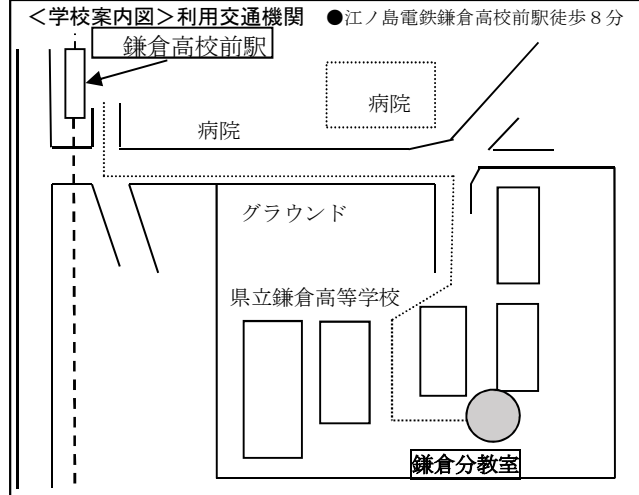 ＜学校案内図＞利用交通機関　●江ノ島電鉄鎌倉高校前駅徒歩８分
鎌倉高校前駅
病院
病院
グラウンド
県立鎌倉高等学校
鎌倉分教室